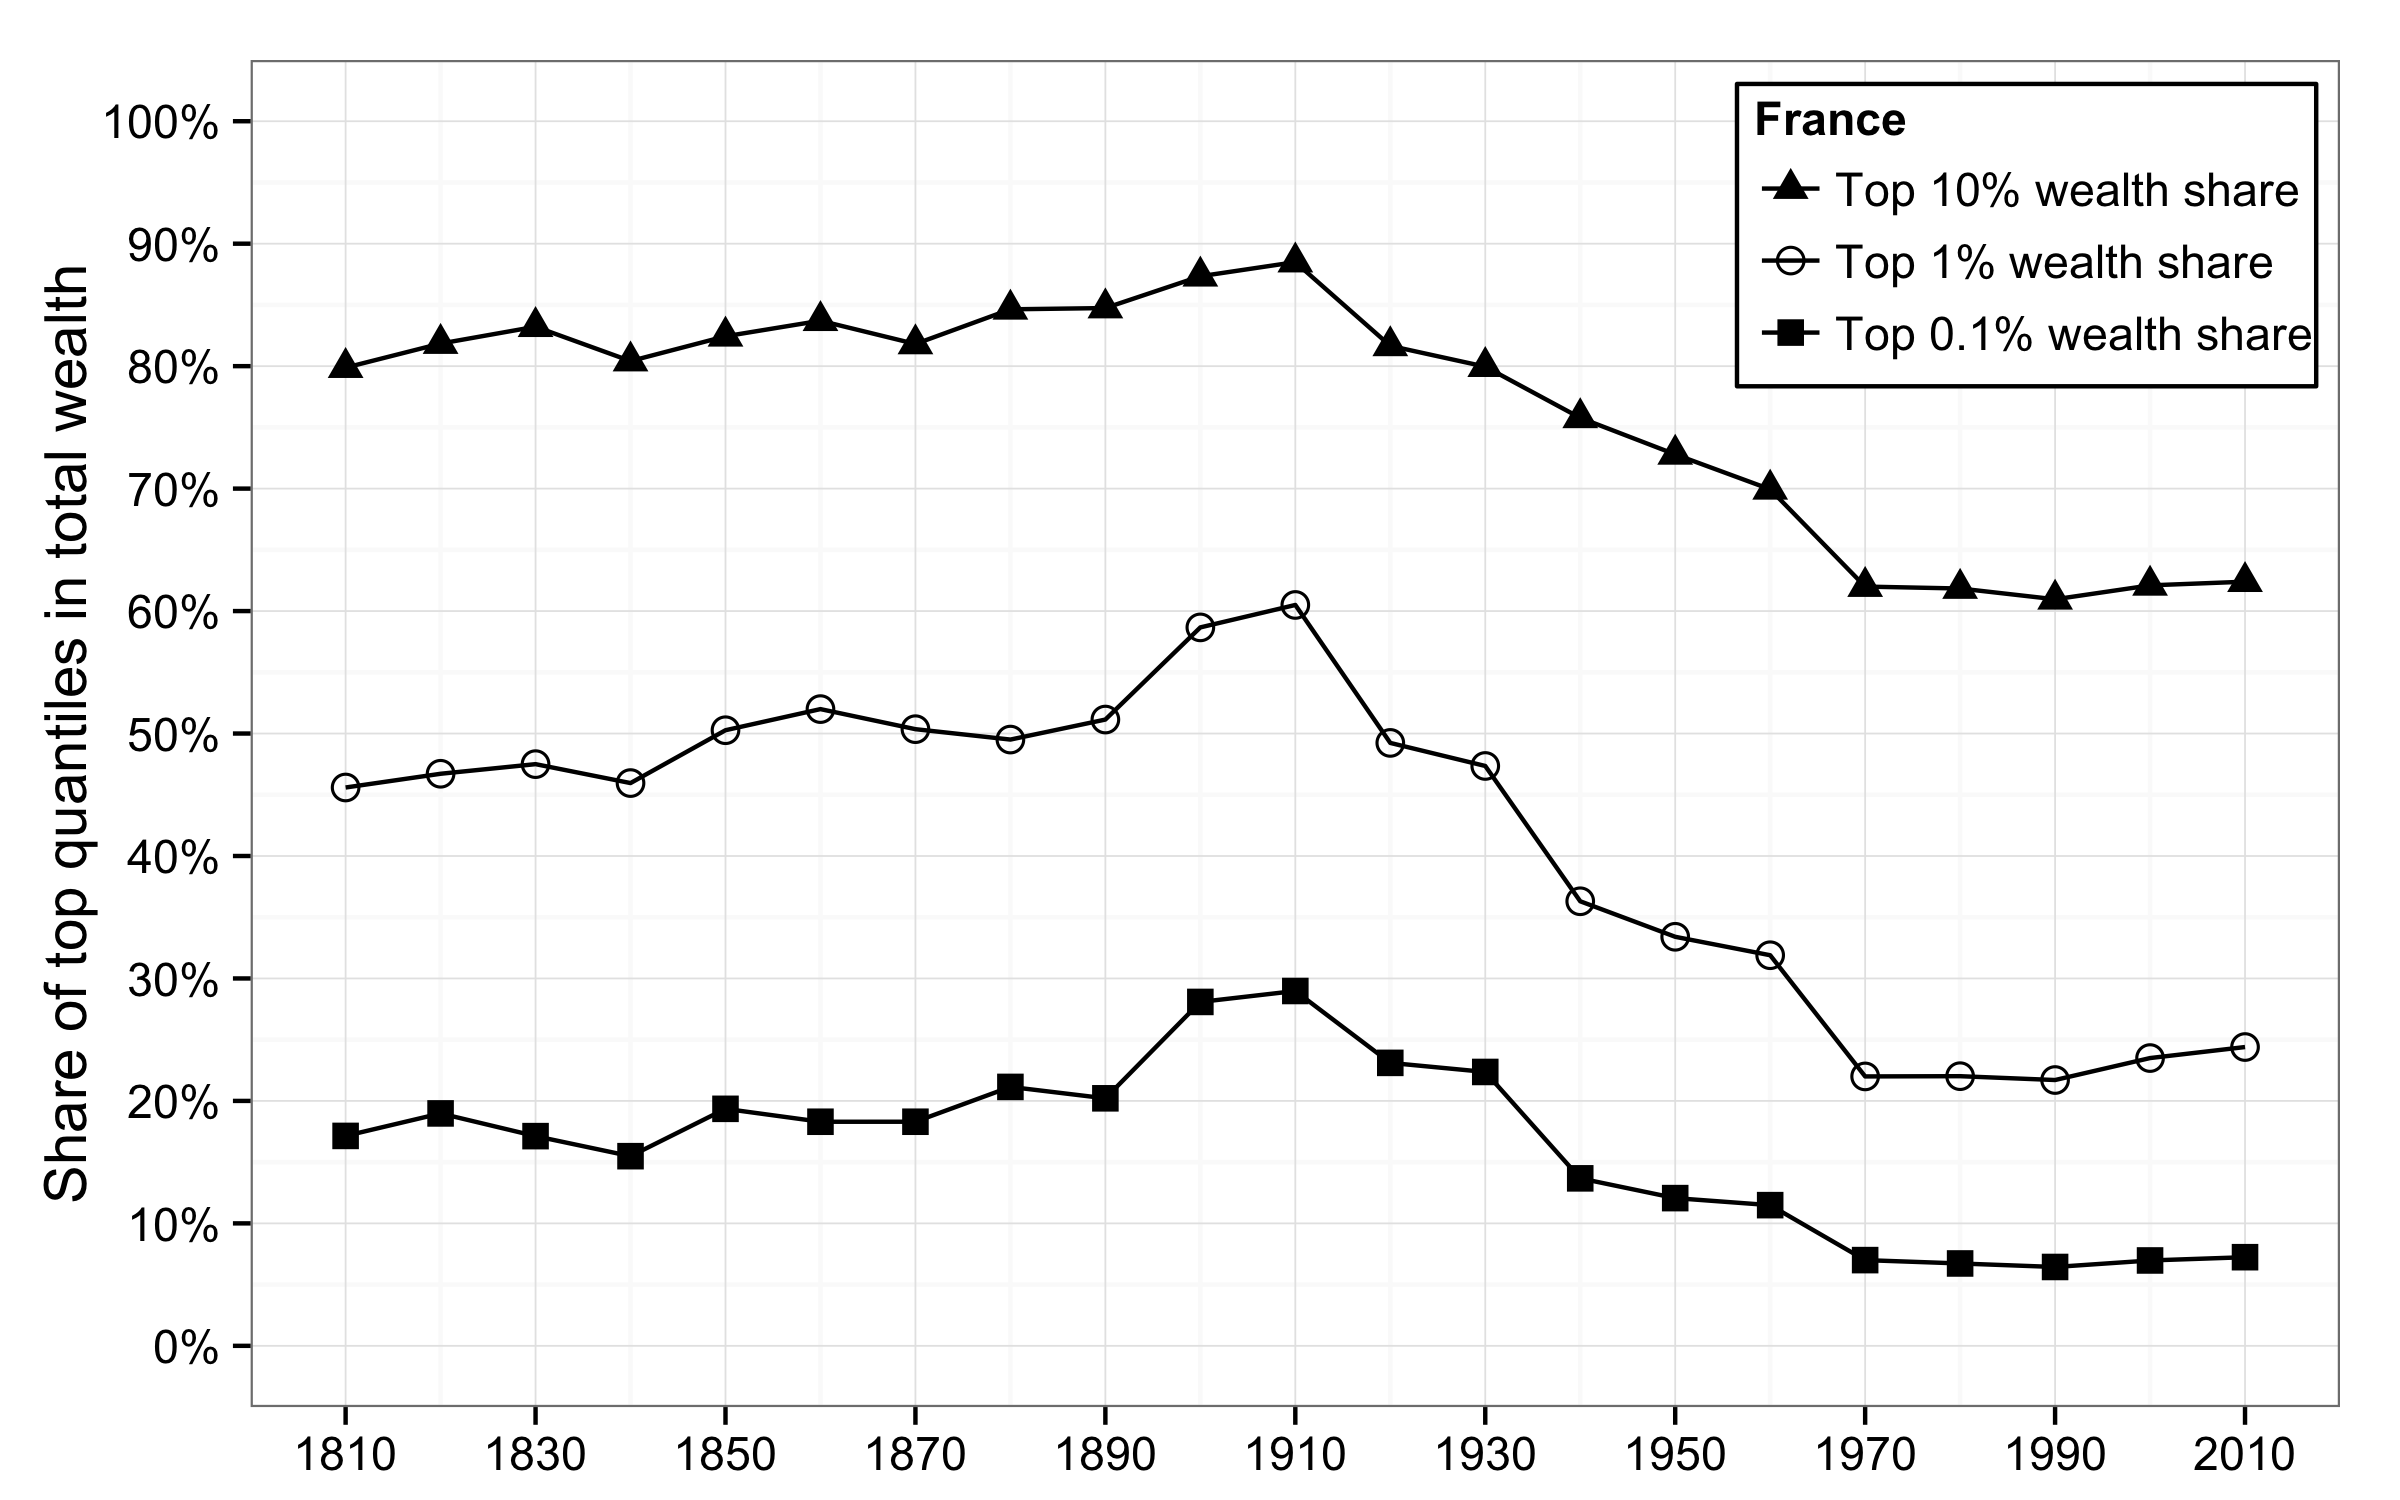 Share of top quantiles in total wealth
100%
90%
80%
70%
60%
50%
40%
30%
20%
10%
0%
France
Top 10% wealth share
Top 1% wealth share
Top 0.1% wealth share
1810 1830 1850 1870 1890 1910 1930 1950 1970 1990 2010